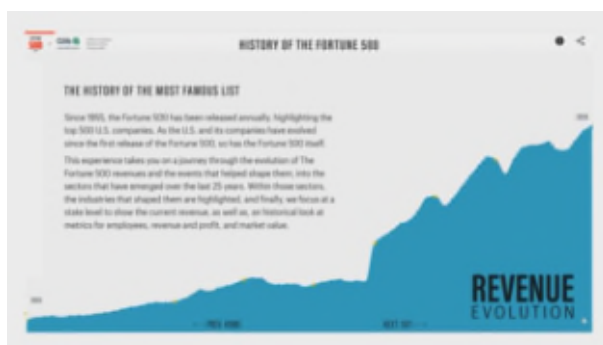 HISTORY OF THE FORTUNE 500
THE HISTORY OF THE MOST FAMOUS LIST
Since 1955, the Fortune 500 has been released annually, highlighting the
top 500 U.S. companies. As the U.S. and its companies have evolved
since the first release of the Fortune 500, so has the Fortune 500 itself.
This experience takes you on a journey through the evolution of The
Fortune 500 revenues and the events that helped shape them, into the
sectors that have emerged over the last 25 years. Within those sectors,
the industries that shaped them are highlighted, and finally, we focus at a
state level to show the current revenue, as well as, an historical look at
metrics for employees, revenue and profit, and market value.
REVENUE
EVOLUTION